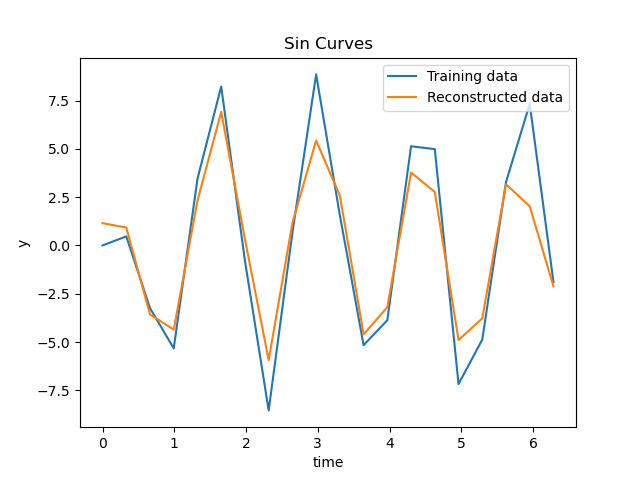 Sin Curves
Training data
Reconstructed data
7.5
5.0
2.5
0.0
−2.5
−5.0
−7.5
y
0 1 2 3 4 5 6
time